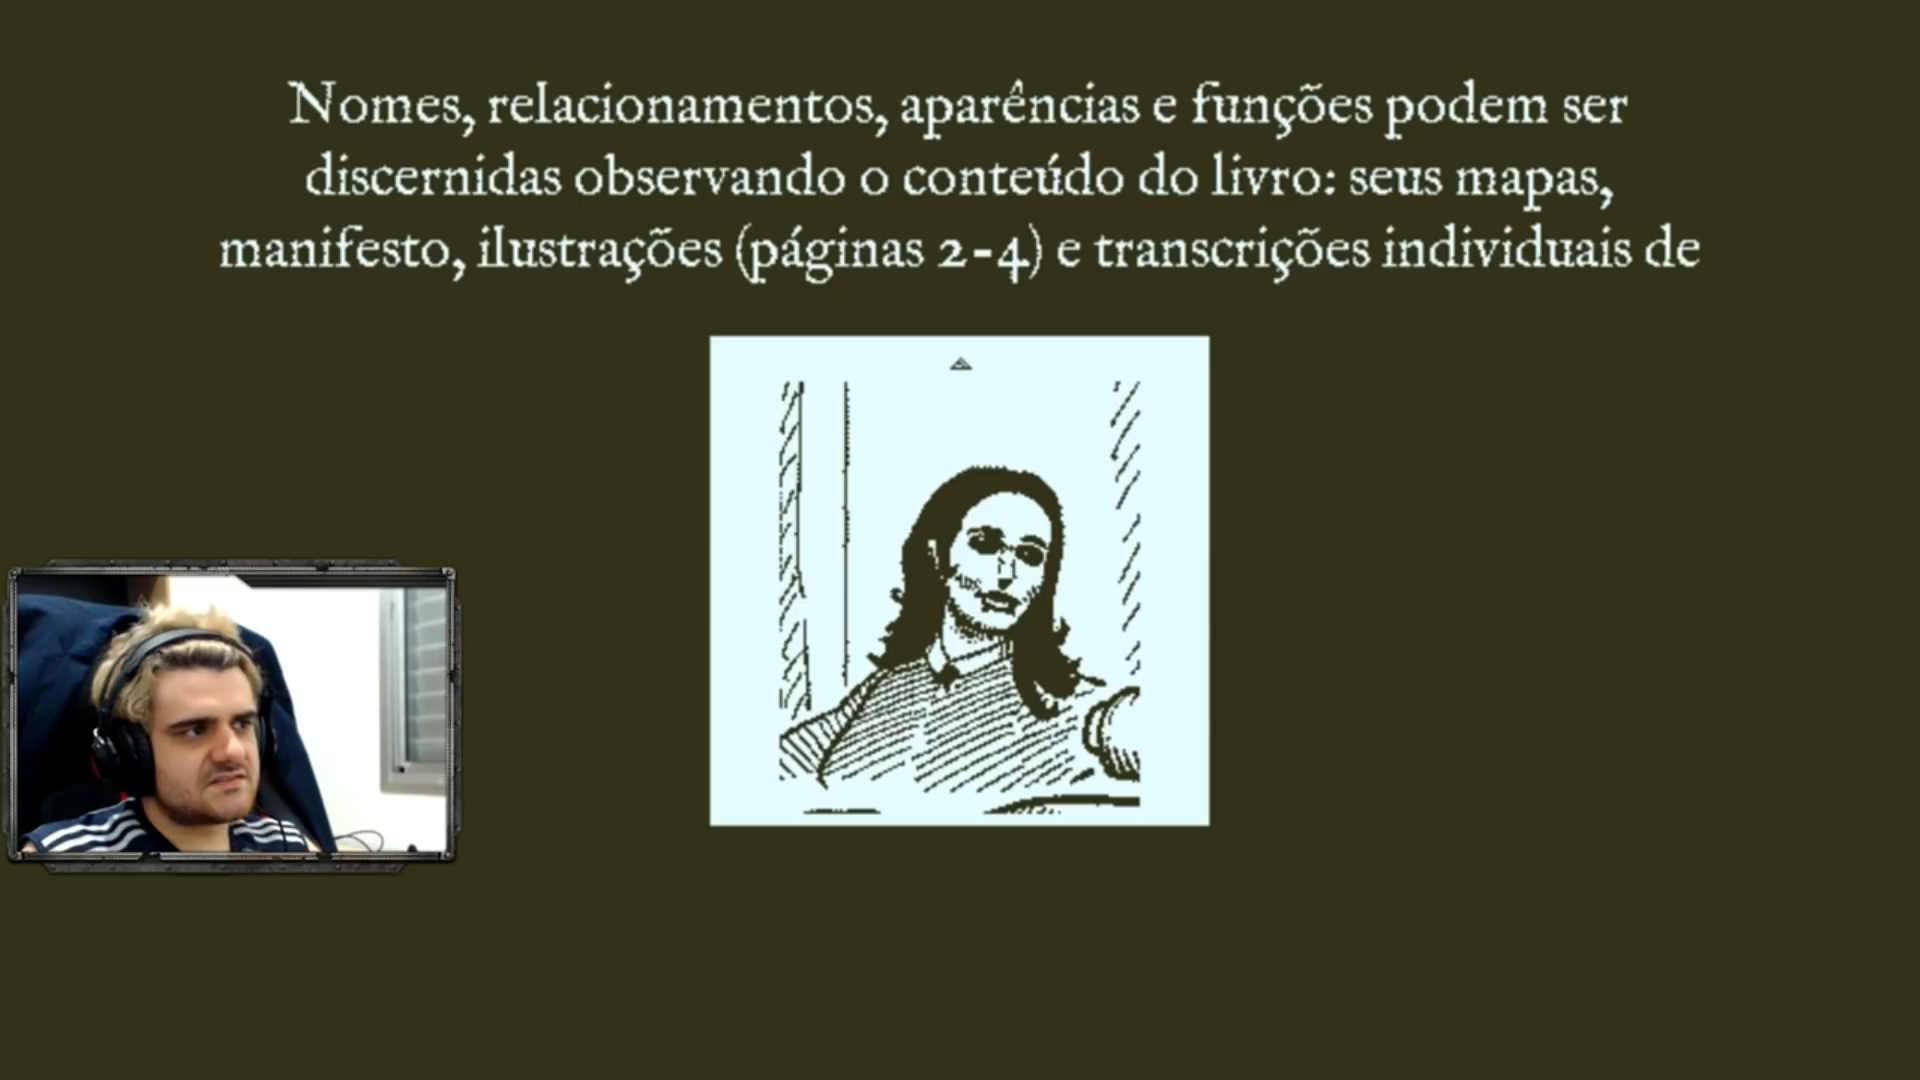 Nomes, relacionamentos, aparências e funções podem ser
discernidas observando o conteúdo do livro: seus mapas,
manifesto, ilustrações (páginas 2-4) e transcrições individuais de